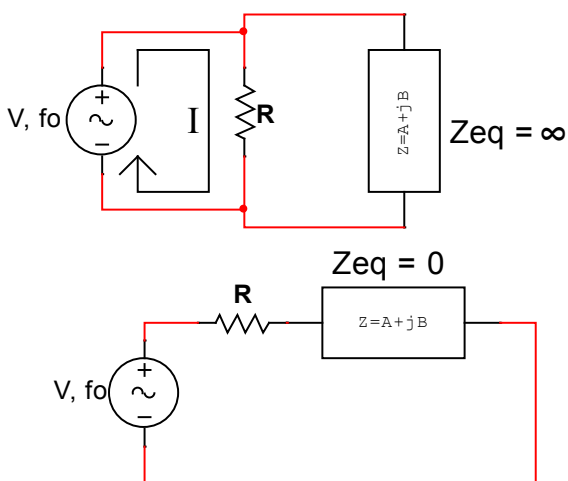 V, fo
I
R
Z=A+jB
Zeq = ∞
Zeq = 0
R
Z=A+jB
V, fo